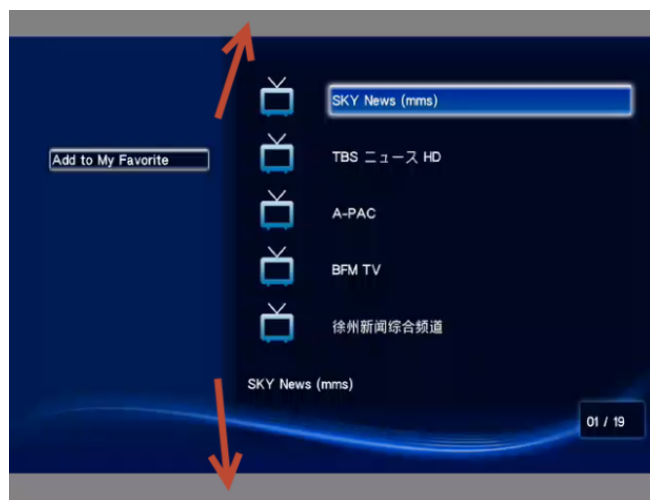 SKY News (mms)
Add to My Favorite
TBS ニュース HD
A-PAC
BFM TV
徐州新闻综合频道
SKY News (mms)
01 / 19